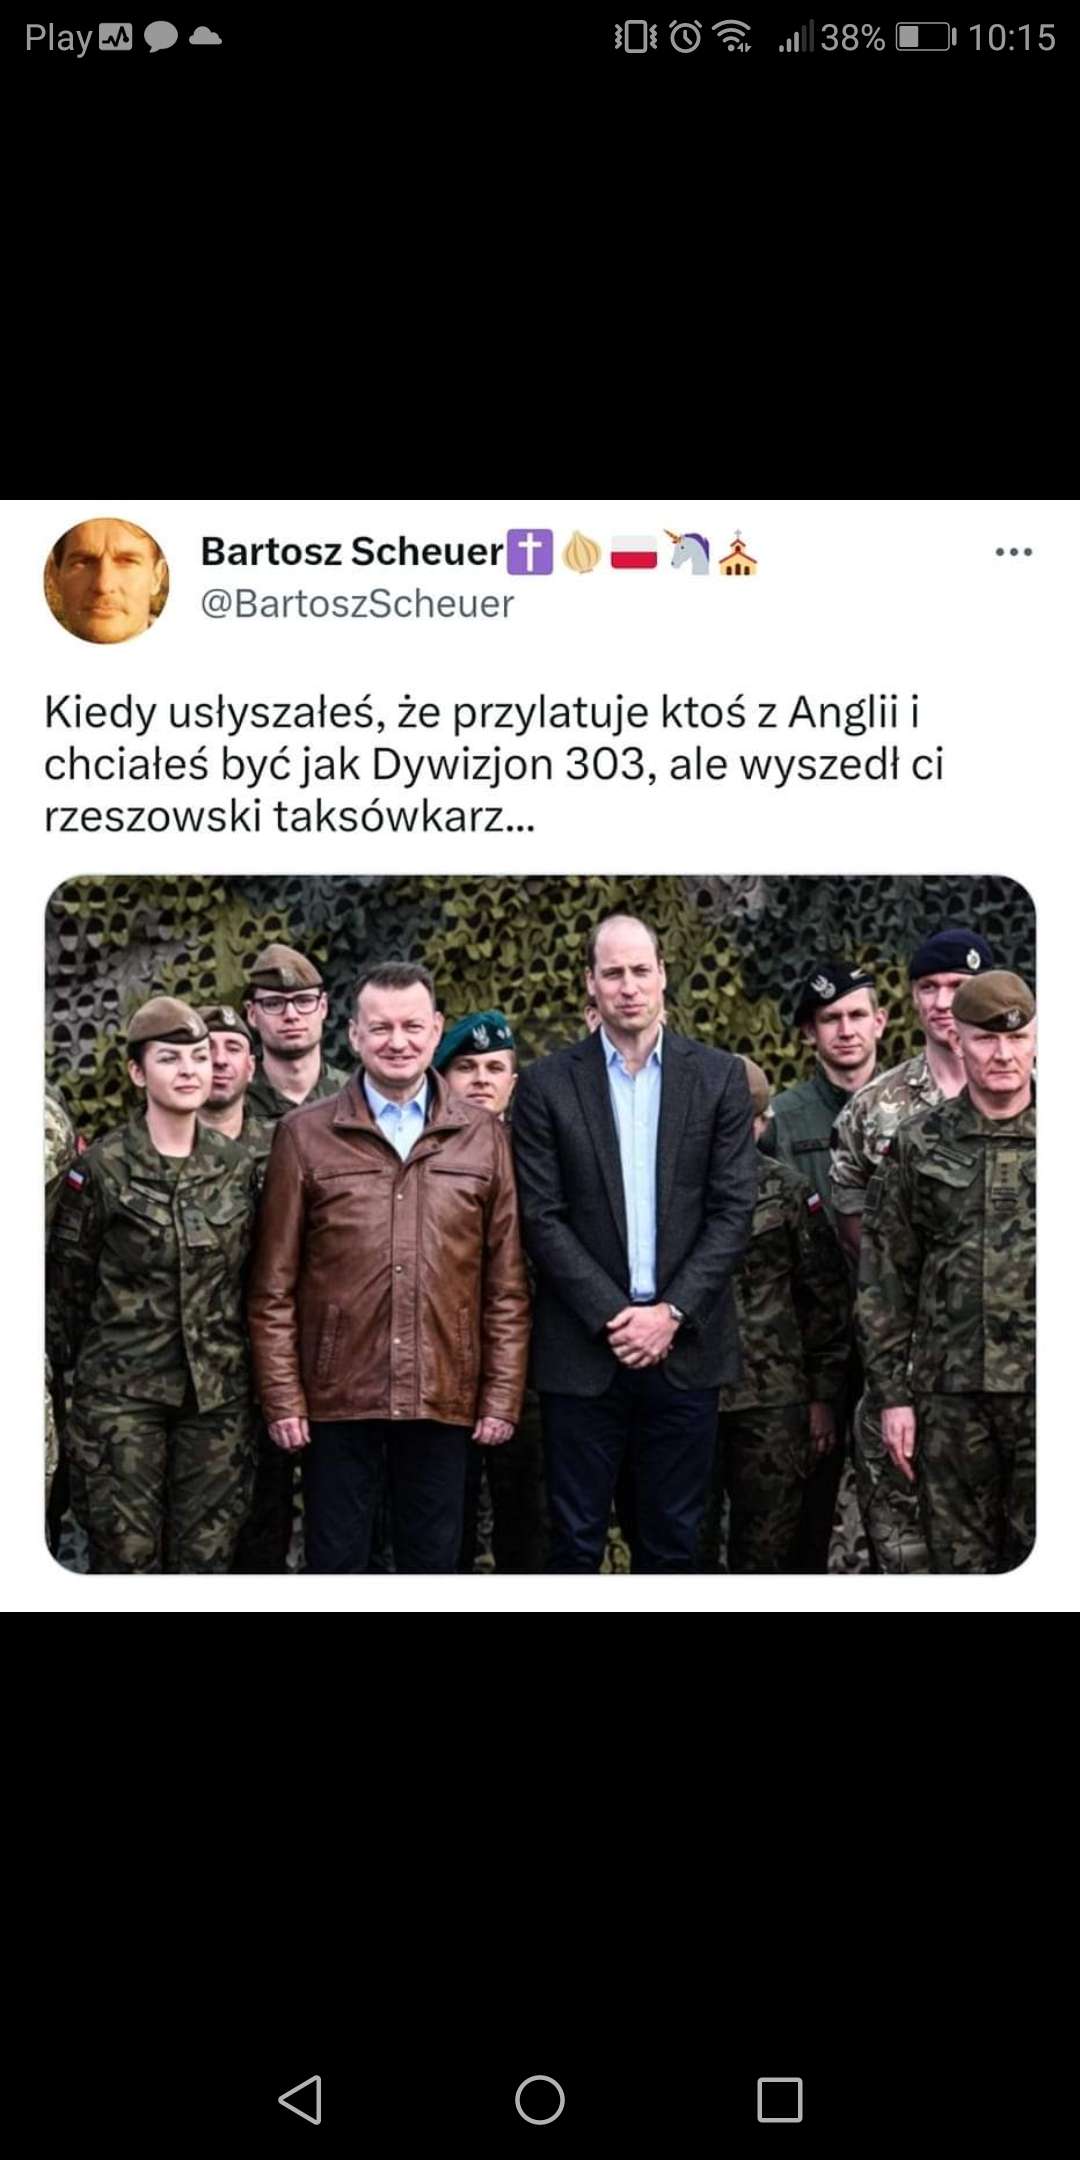 Play 38% 10:15
Bartosz Scheuer
@BartoszScheuer
Kiedy usłyszałeś, że przylatuje ktoś z Anglii i
chciałeś być jak Dywizjon 303, ale wyszedł ci
rzeszowski taksówkarz...